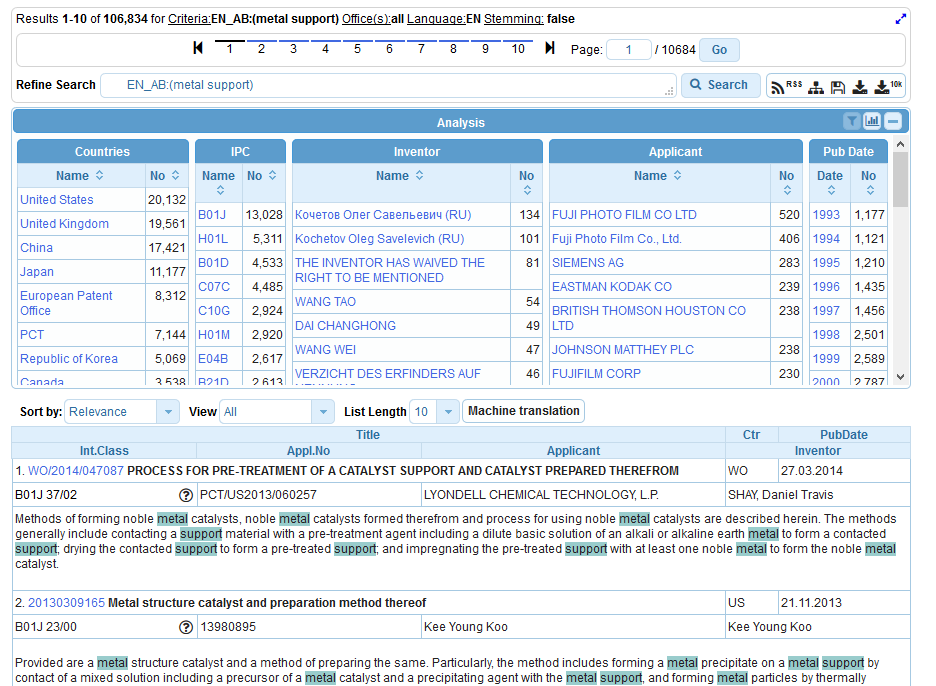 Results 1-10 of 106,834 for Criteria:EN_AB:(metal support) Office(s):all Language:EN Stemming: false
1 2 3 4 5 6 7 8 9 10 Page: 1 / 10684 Go
Refine Search EN_AB:(metal support) Search RSS 10k
Analysis
Countries IPC Inventor Applicant Pub Date
Name No Name No Name No Name No Date No
United States 20,132 B01J 13,028 Кочетов Олег Савельевич (RU) 134 FUJI PHOTO FILM CO LTD 520 1993 1,177
United Kingdom 19,561 H01L 5,311 Kochetov Oleg Savelevich (RU) 101 Fuji Photo Film Co., Ltd. 406 1994 1,121
China 17,421 B01D 4,533 THE INVENTOR HAS WAIVED THE 81 SIEMENS AG 283 1995 1,210
RIGHT TO BE MENTIONED
Japan 11,177 C07C 4,485 WANG TAO 54 EASTMAN KODAK CO 239 1996 1,435
European Patent 8,312 C10G 2,924 DAI CHANGHONG 49 BRITISH THOMSON HOUSTON CO 238 1997 1,456
Office LTD
PCT 7,144 H01M 2,920 WANG WEI 47 JOHNSON MATTHEY PLC 238 1998 2,501
Republic of Korea 5,069 E04B 2,617 VERZICHT DES ERFINDERS AUF 46 FUJIFILM CORP 230 1999 2,589
Canada 3,538 B21D 2,613 NENNUNG 2000 2,787
Sort by: Relevance View All List Length 10 Machine translation
Title Ctr PubDate
Int.Class Appl.No Applicant Inventor
1. WO/2014/047087 PROCESS FOR PRE-TREATMENT OF A CATALYST SUPPORT AND CATALYST PREPARED THEREFROM WO 27.03.2014
B01J 37/02 ? PCT/US2013/060257 LYONDELL CHEMICAL TECHNOLOGY, L.P. SHAY, Daniel Travis
Methods of forming noble metal catalysts, noble metal catalysts formed therefrom and process for using noble metal catalysts are described herein. The methods
generally include contacting a support material with a pre-treatment agent including a dilute basic solution of an alkali or alkaline earth metal to form a contacted
support; drying the contacted support to form a pre-treated support; and impregnating the pre-treated support with at least one noble metal to form the noble metal
catalyst.
2. 20130309165 Metal structure catalyst and preparation method thereof US 21.11.2013
B01J 23/00 ? 13980895 Kee Young Koo Kee Young Koo
Provided are a metal structure catalyst and a method of preparing the same. Particularly, the method includes forming a metal precipitate on a metal support by
contact of a mixed solution including a precursor of a metal catalyst and a precipitating agent with the metal support, and forming metal particles by thermally